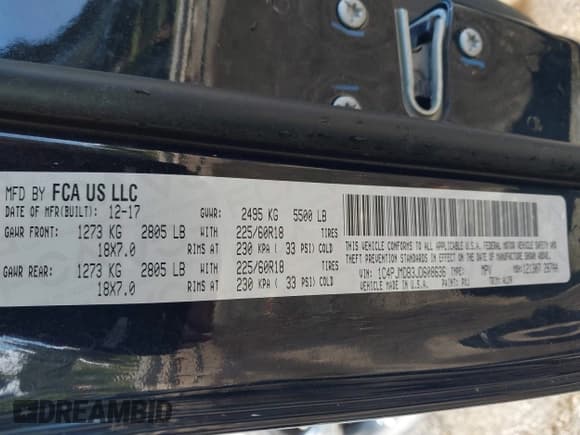 MFD BY FCA US LLC
DATE OF MFR(BUILT): 12-17 GVWR: 2495 KG 5500 LB
GAWR FRONT: 1273 KG 2805 LB WITH 225/60R18 TIRES
18X7.0 RIMS AT 230 KPA ( 33 PSI) COLD
GAWR REAR: 1273 KG 2805 LB WITH 225/60R18 TIRES
18X7.0 RIMS AT 230 KPA ( 33 PSI) COLD
THIS VEHICLE CONFORMS TO ALL APPLICABLE U.S.A. FEDERAL MOTOR VEHICLE SAFETY AND
THEFT PREVENTION STANDARDS IN EFFECT ON THE DATE OF MANUFACTURE SHOWN ABOVE.
VIN: TYPE: MPV
VEHICLE MADE IN U.S.A. PAINT: TRIM:
DREAMBID